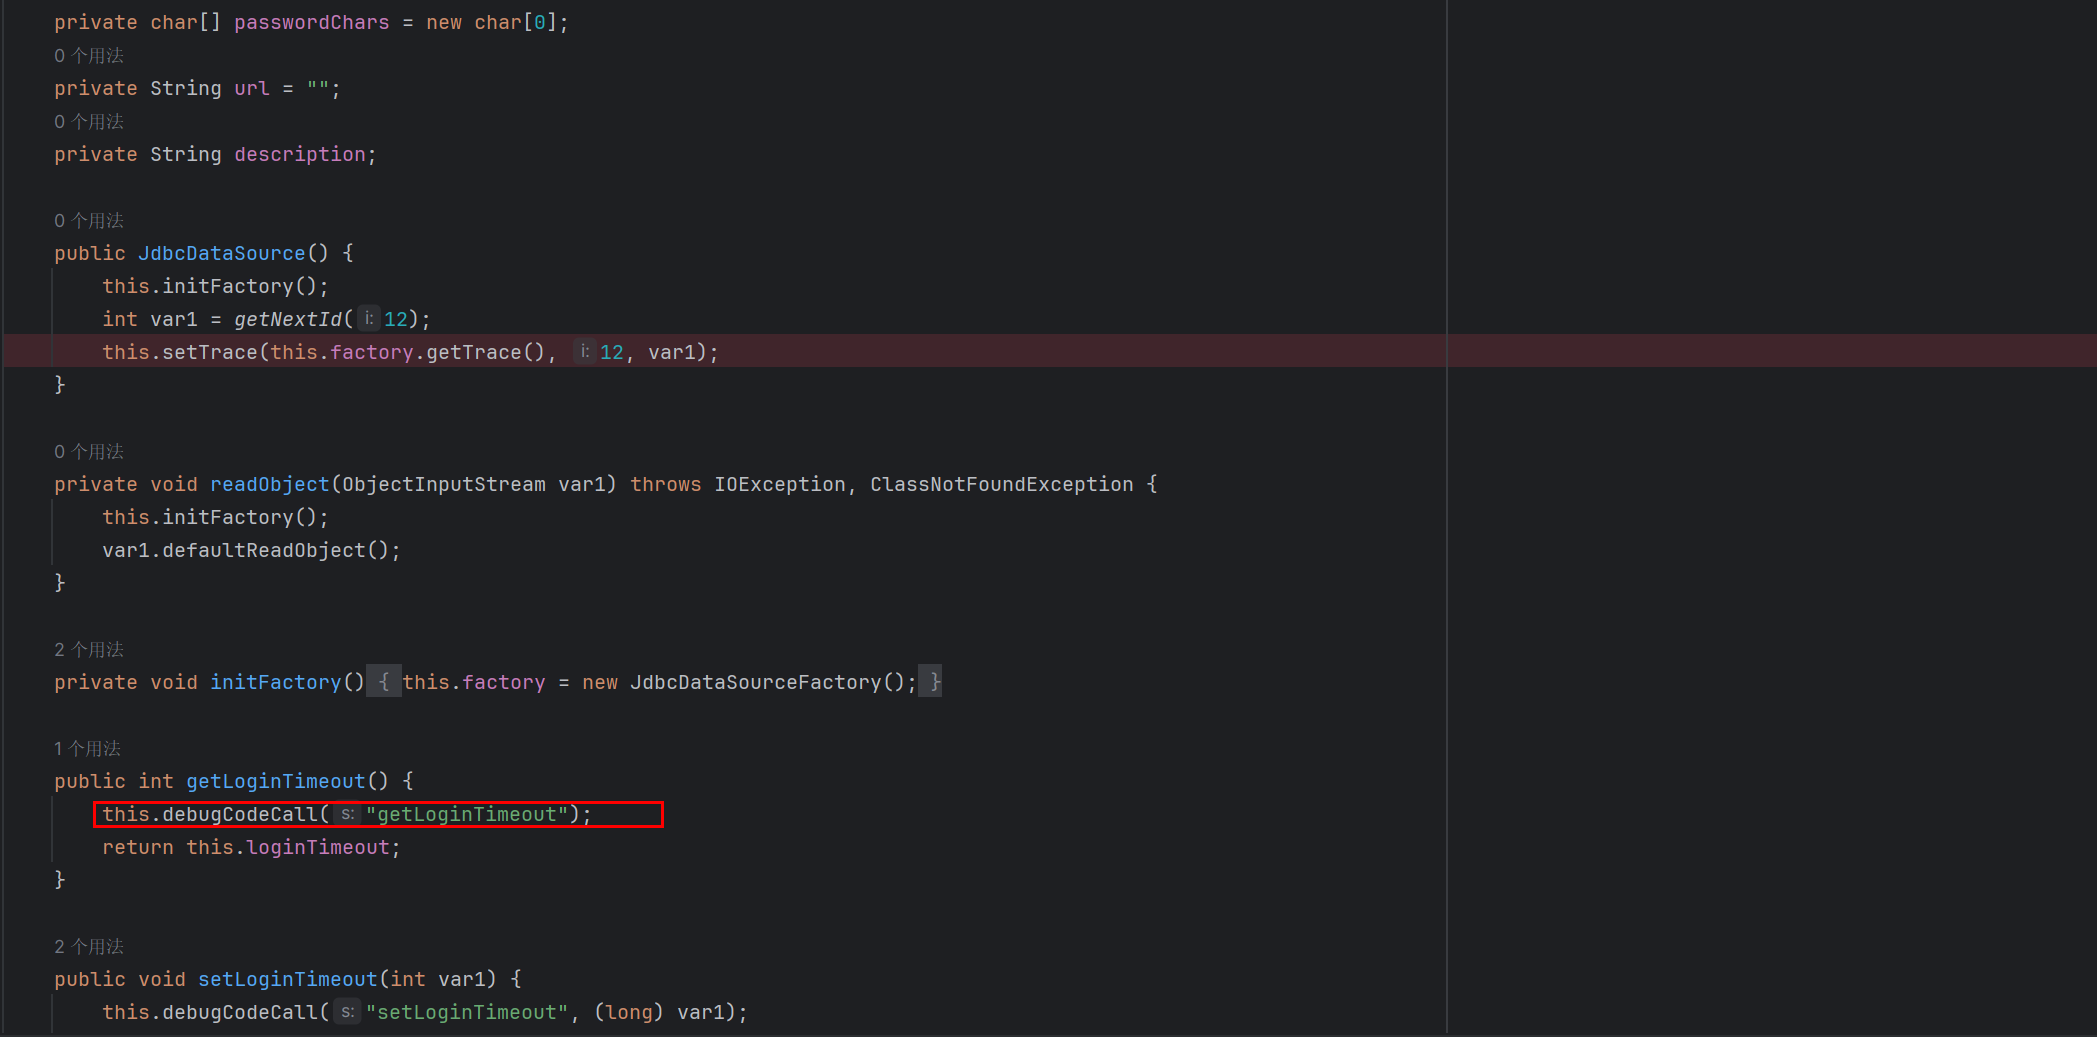 private char[] passwordChars = new char[0];
0 个用法
private String url = "";
0 个用法
private String description;
0 个用法
public JdbcDataSource() {
this.initFactory();
int var1 = getNextId( i: 12);
this.setTrace(this.factory.getTrace(), i: 12, var1);
}
0 个用法
private void readObject(ObjectInputStream var1) throws IOException, ClassNotFoundException {
this.initFactory();
var1.defaultReadObject();
}
2 个用法
private void initFactory() { this.factory = new JdbcDataSourceFactory(); }
1 个用法
public int getLoginTimeout() {
this.debugCodeCall( s: "getLoginTimeout");
return this.loginTimeout;
}
2 个用法
public void setLoginTimeout(int var1) {
this.debugCodeCall( s: "setLoginTimeout", (long) var1);